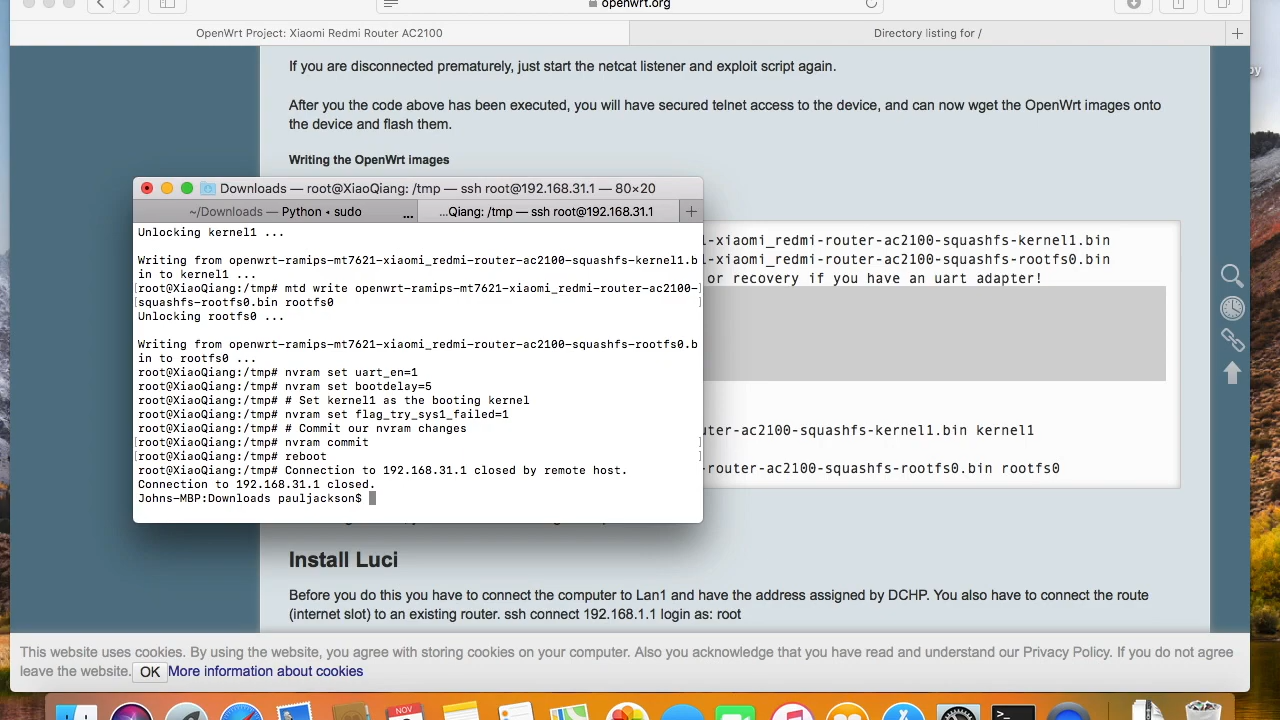 openwrt.org
OpenWrt Project: Xiaomi Redmi Router AC2100
Directory listing for /
If you are disconnected prematurely, just start the netcat listener and exploit script again.
After you the code above has been executed, you will have secured telnet access to the device, and can now wget the OpenWrt images onto
the device and flash them.
Writing the OpenWrt images
Downloads — root@XiaoQiang: /tmp — ssh root@192.168.31.1 — 80×20
~/Downloads — Python ◂ sudo ...
...Qiang: /tmp — ssh root@192.168.31.1
Unlocking kernel1 ...
Writing from openwrt-ramips-mt7621-xiaomi_redmi-router-ac2100-squashfs-kernel1.b
in to kernel1 ...
[root@XiaoQiang:/tmp# mtd write openwrt-ramips-mt7621-xiaomi_redmi-router-ac2100-]
[squashfs-rootfs0.bin rootfs0 ]
Unlocking rootfs0 ...
Writing from openwrt-ramips-mt7621-xiaomi_redmi-router-ac2100-squashfs-rootfs0.b
in to rootfs0 ...
root@XiaoQiang:/tmp# nvram set uart_en=1
root@XiaoQiang:/tmp# nvram set bootdelay=5
root@XiaoQiang:/tmp# # Set kernel1 as the booting kernel
root@XiaoQiang:/tmp# nvram set flag_try_sys1_failed=1
root@XiaoQiang:/tmp# # Commit our nvram changes
[root@XiaoQiang:/tmp# nvram commit ]
[root@XiaoQiang:/tmp# reboot ]
root@XiaoQiang:/tmp# Connection to 192.168.31.1 closed by remote host.
Connection to 192.168.31.1 closed.
Johns-MBP:Downloads pauljackson$
1-xiaomi_redmi-router-ac2100-squashfs-kernel1.bin
1-xiaomi_redmi-router-ac2100-squashfs-rootfs0.bin
or recovery if you have an uart adapter!
uter-ac2100-squashfs-kernel1.bin kernel1
-router-ac2100-squashfs-rootfs0.bin rootfs0
Install Luci
Before you do this you have to connect the computer to Lan1 and have the address assigned by DCHP. You also have to connect the route
(internet slot) to an existing router. ssh connect 192.168.1.1 login as: root
This website uses cookies. By using the website, you agree with storing cookies on your computer. Also you acknowledge that you have read and understand our Privacy Policy. If you do not agree
leave the website. OK More information about cookies
NOV